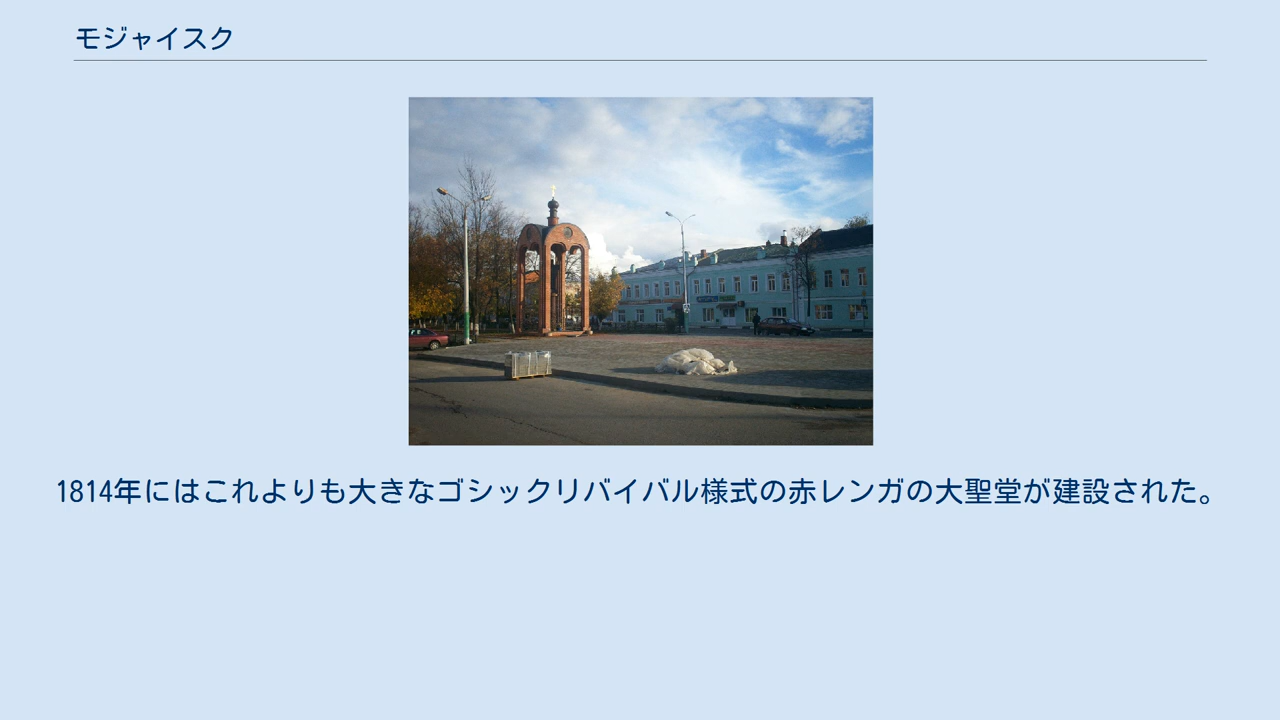 モジャイスク
1814年にはこれよりも大きなゴシックリバイバル様式の赤レンガの大聖堂が建設された。